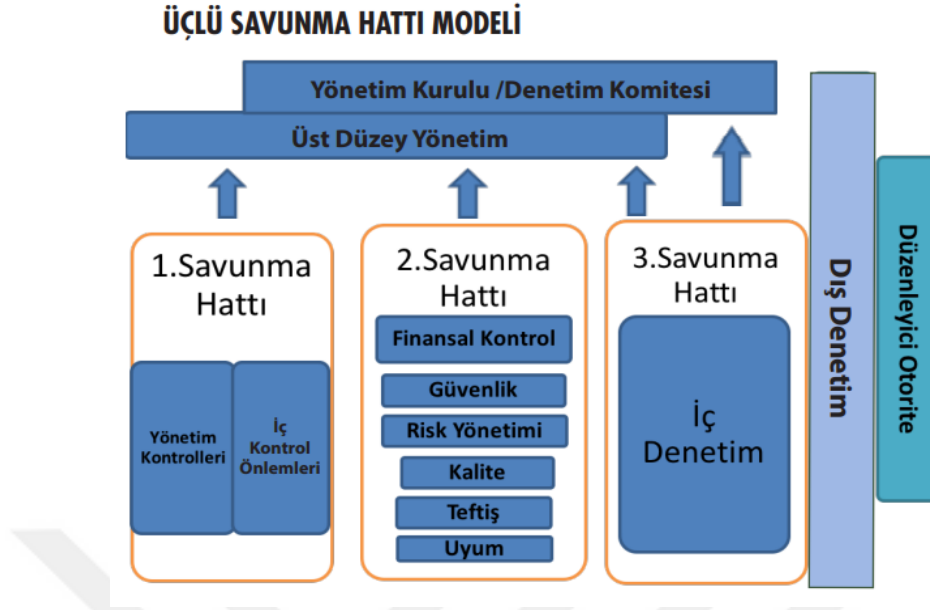 ÜÇLÜ SAVUNMA HATTI MODELİ
Yönetim Kurulu /Denetim Komitesi
Üst Düzey Yönetim
1.Savunma
Hattı
Yönetim
Kontrolleri
İç
Kontrol
Önlemleri
2.Savunma
Hattı
Finansal Kontrol
Güvenlik
Risk Yönetimi
Kalite
Teftiş
Uyum
3.Savunma
Hattı
İç
Denetim
Dış Denetim
Düzenleyici Otorite